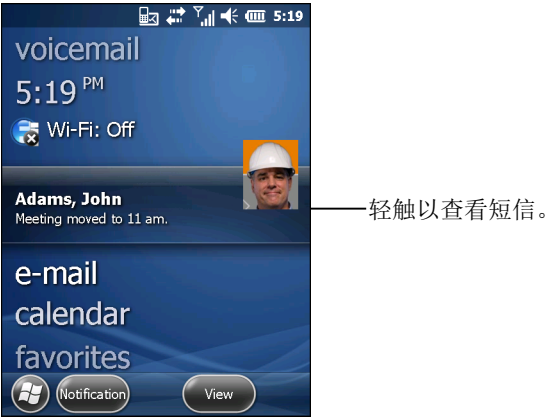 5:19
voicemail
5:19 PM
Wi-Fi: Off
Adams, John
Meeting moved to 11 am.
轻触以查看短信。
e-mail
calendar
favorites
Notification
View